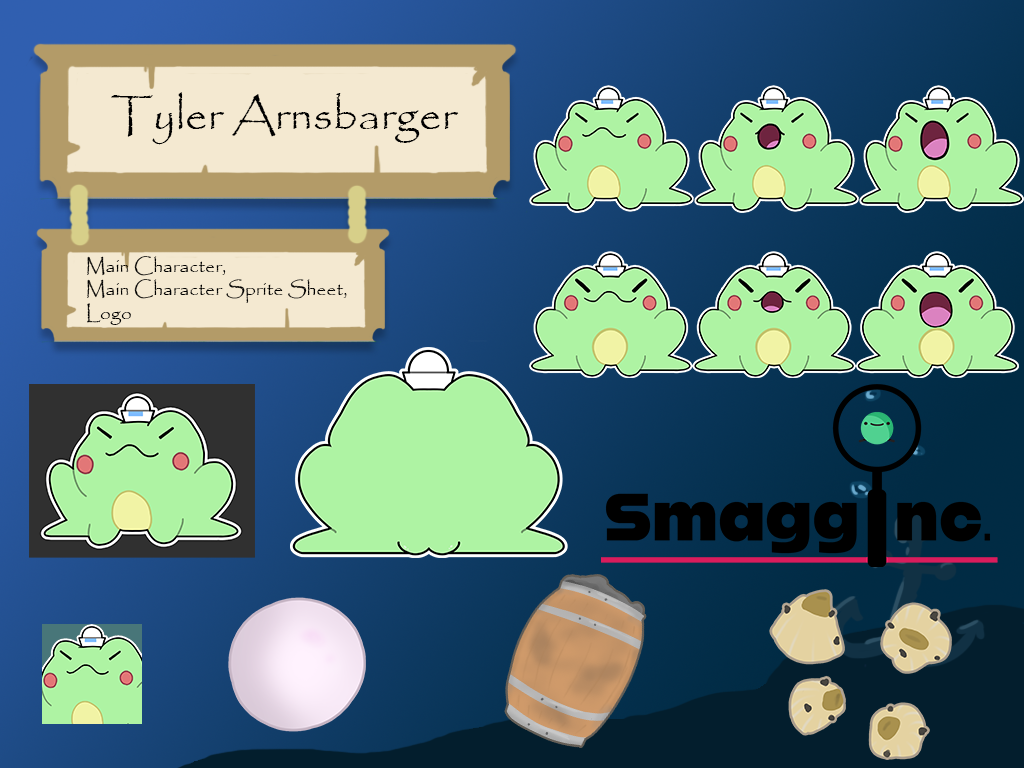 Tyler Arnsbarger
Main Character,
Main Character Sprite Sheet,
Logo
Smagg Inc.